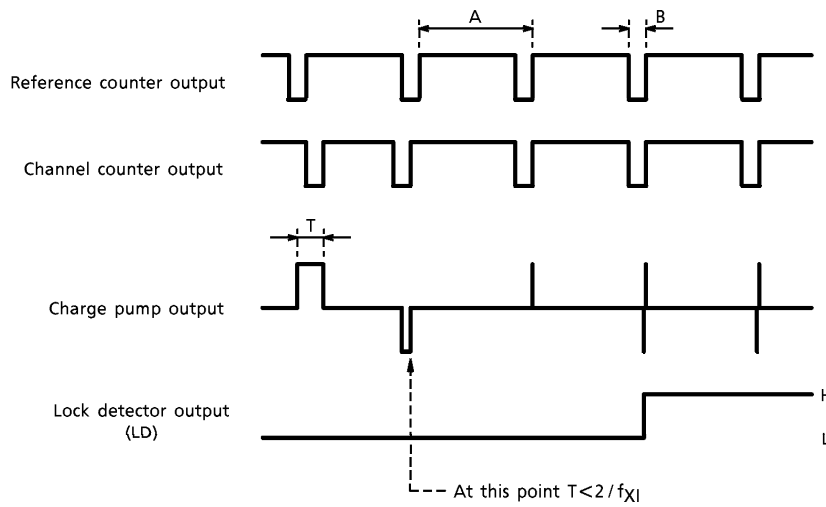 A
B
Reference counter output
Channel counter output
T
Charge pump output
H
Lock detector output
(LD)
L
At this point T<2/fXI